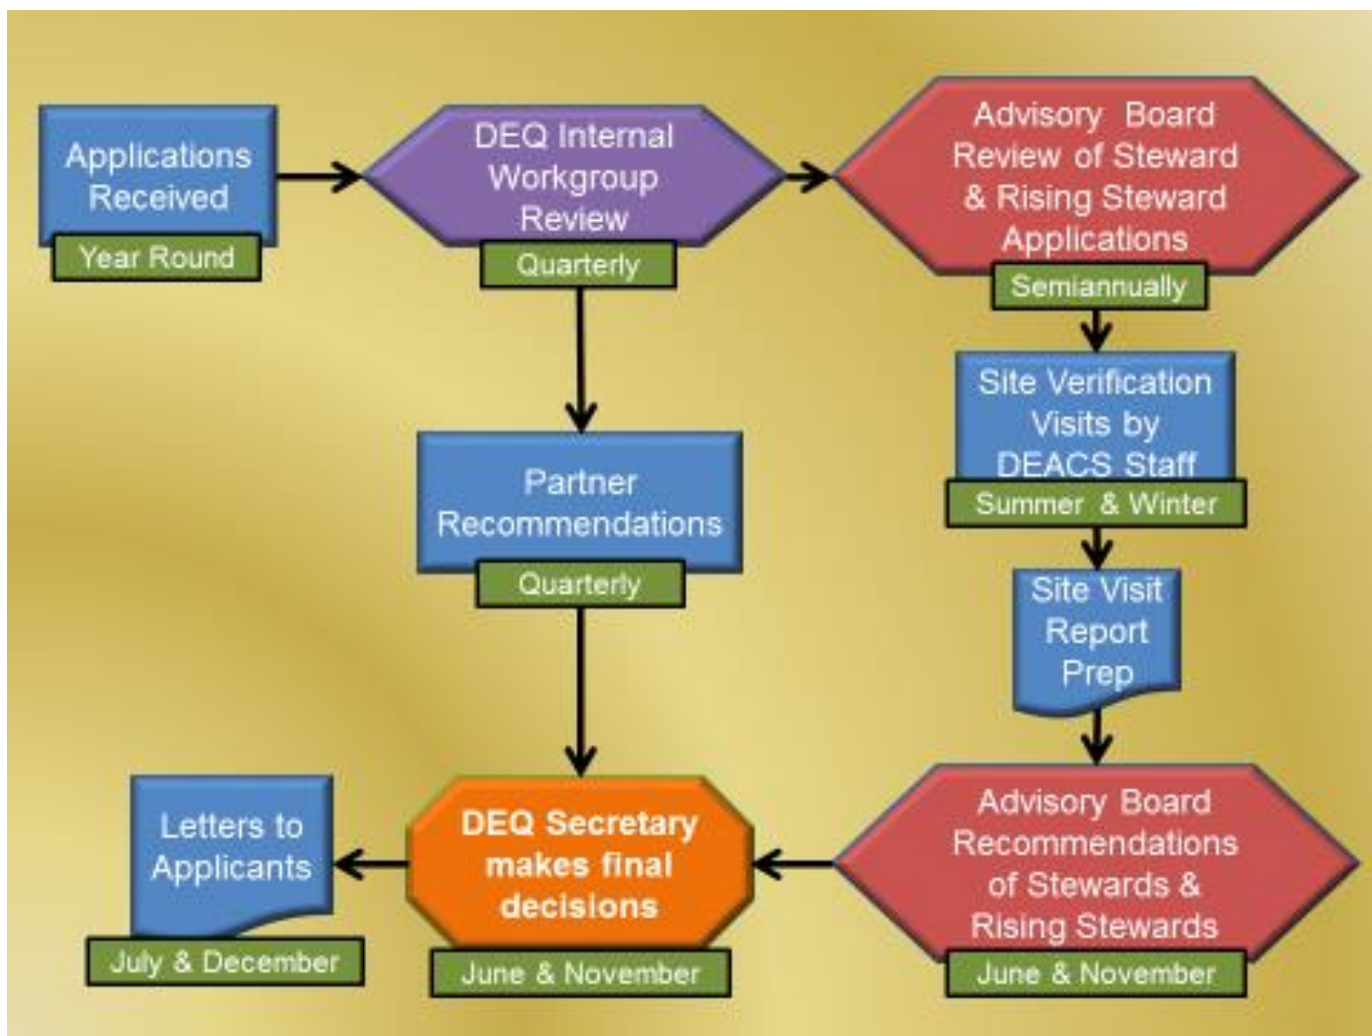 Applications
Received
Year Round
DEQ Internal
Workgroup
Review
Quarterly
Advisory Board
Review of Steward
& Rising Steward
Applications
Semiannually
Site Verification
Visits by
DEACS Staff
Summer & Winter
Site Visit
Report
Prep
Partner
Recommendations
Quarterly
Advisory Board
Recommendations
of Stewards &
Rising Stewards
June & November
DEQ Secretary
makes final
decisions
June & November
Letters to
Applicants
July & December